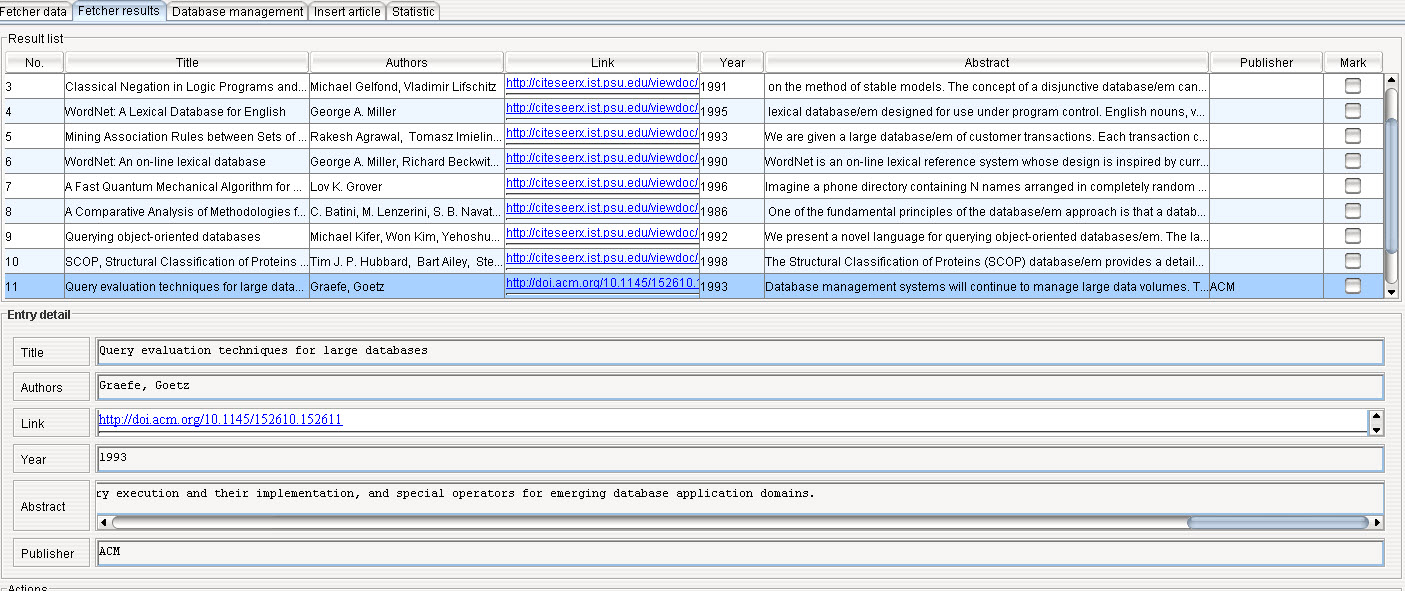 Fetcher data Fetcher results Database management Insert article Statistic
Result list
No. Title Authors Link Year Abstract Publisher Mark
3 Classical Negation in Logic Programs and... Michael Gelfond, Vladimir Lifschitz http://citeseerx.ist.psu.edu/viewdoc/ 1991 on the method of stable models. The concept of a disjunctive database/em can...
4 WordNet: A Lexical Database for English George A. Miller http://citeseerx.ist.psu.edu/viewdoc/ 1995 lexical database/em designed for use under program control. English nouns, v...
5 Mining Association Rules between Sets of ... Rakesh Agrawal, Tomasz Imielin... http://citeseerx.ist.psu.edu/viewdoc/ 1993 We are given a large database/em of customer transactions. Each transaction c...
6 WordNet: An on-line lexical database George A. Miller, Richard Beckwit... http://citeseerx.ist.psu.edu/viewdoc/ 1990 WordNet is an on-line lexical reference system whose design is inspired by curr...
7 A Fast Quantum Mechanical Algorithm for ... Lov K. Grover http://citeseerx.ist.psu.edu/viewdoc/ 1996 Imagine a phone directory containing N names arranged in completely random ...
8 A Comparative Analysis of Methodologies f... C. Batini, M. Lenzerini, S. B. Navat... http://citeseerx.ist.psu.edu/viewdoc/ 1986 One of the fundamental principles of the database/em approach is that a datab...
9 Querying object-oriented databases Michael Kifer, Won Kim, Yehoshu... http://citeseerx.ist.psu.edu/viewdoc/ 1992 We present a novel language for querying object-oriented databases/em. The la...
10 SCOP, Structural Classification of Proteins ... Tim J. P. Hubbard, Bart Ailey, Ste... http://citeseerx.ist.psu.edu/viewdoc/ 1998 The Structural Classification of Proteins (SCOP) database/em provides a detail...
11 Query evaluation techniques for large data... Graefe, Goetz http://doi.acm.org/10.1145/152610. 1993 Database management systems will continue to manage large data volumes. T... ACM
Entry detail
Title Query evaluation techniques for large databases
Authors Graefe, Goetz
Link http://doi.acm.org/10.1145/152610.152611
Year 1993
Abstract ry execution and their implementation, and special operators for emerging database application domains.
Publisher ACM
Actions